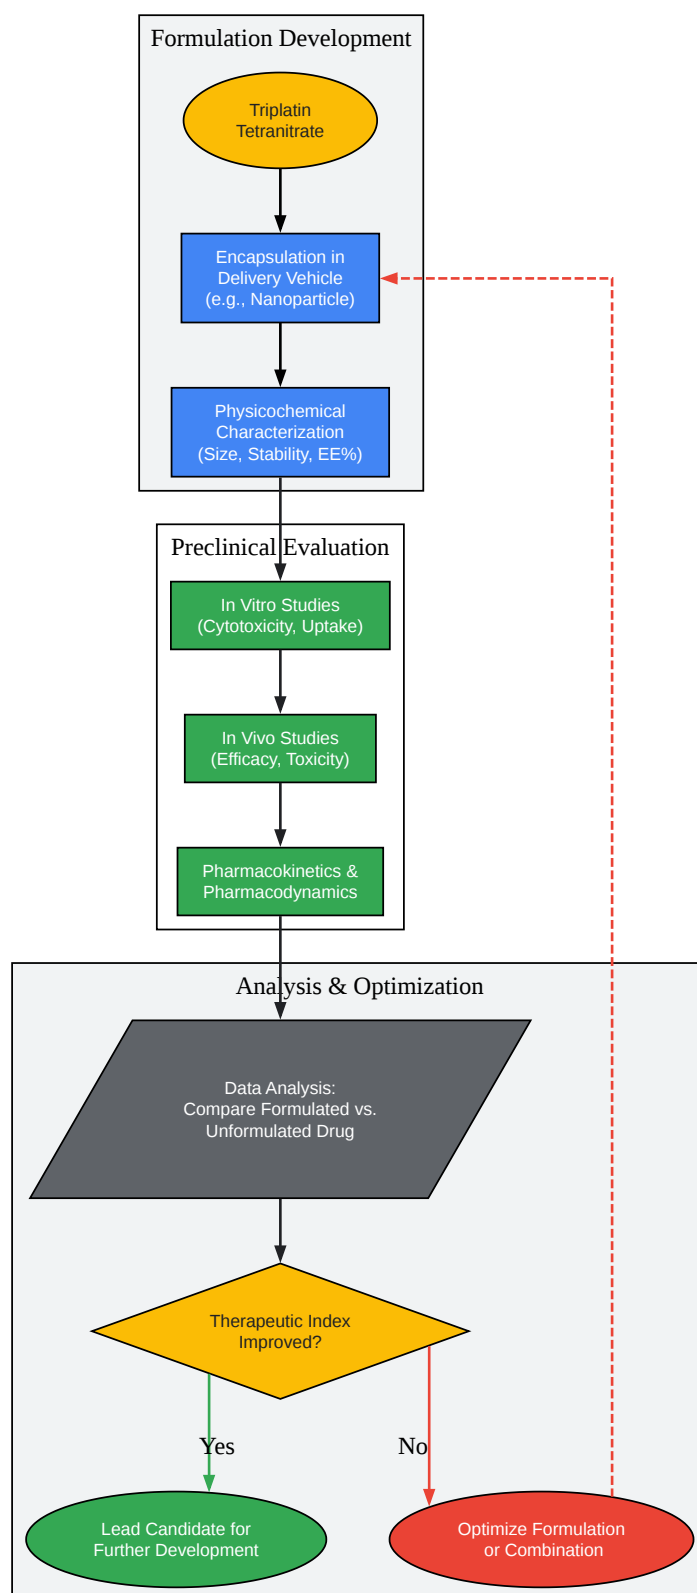 Formulation Development
Triplatin
Tetranitrate
Encapsulation in
Delivery Vehicle
(e.g., Nanoparticle)
Physicochemical
Characterization
(Size, Stability, EE%)
Preclinical Evaluation
In Vitro Studies
(Cytotoxicity, Uptake)
In Vivo Studies
(Efficacy, Toxicity)
Pharmacokinetics &
Pharmacodynamics
Analysis & Optimization
Data Analysis:
Compare Formulated vs.
Unformulated Drug
Therapeutic Index
Improved?
Yes
No
Lead Candidate for
Further Development
Optimize Formulation
or Combination